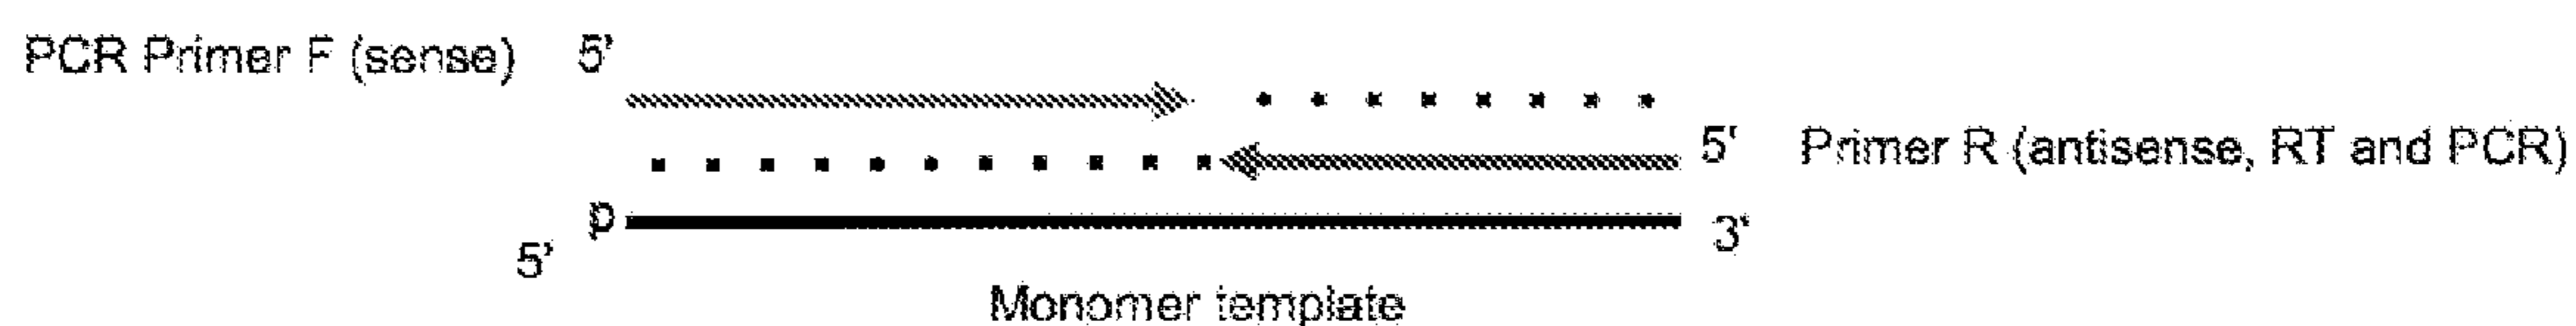 PCR Primer F (sense) 5'
5' Primer R (antisense, RT and PCR)
p
5' 3'
Monomer template